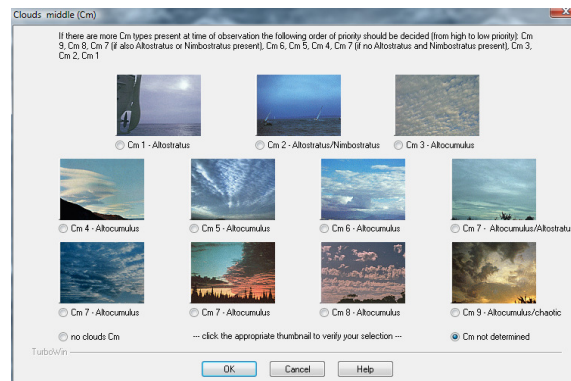 Clouds middle (Cm)
If there are more Cm types present at time of observation the following order of priority should be decided (from high to low priority): Cm
9, Cm 8, Cm 7 (if also Altostratus or Nimbostratus present), Cm 6, Cm 5, Cm 4, Cm 7 (if no Altostratus and Nimbostratus present), Cm 3,
Cm 2, Cm 1
Cm 1 - Altostratus
Cm 2 - Altostratus/Nimbostratus
Cm 3 - Altocumulus
Cm 4 - Altocumulus
Cm 5 - Altocumulus
Cm 6 - Altocumulus
Cm 7 - Altocumulus/Altostratu
Cm 7 - Altocumulus
Cm 7 - Altocumulus
Cm 8 - Altocumulus
Cm 9 - Altocumulus/chaotic
no clouds Cm
--- click the appropriate thumbnail to verify your selection ---
Cm not determined
TurboWin
OK
Cancel
Help